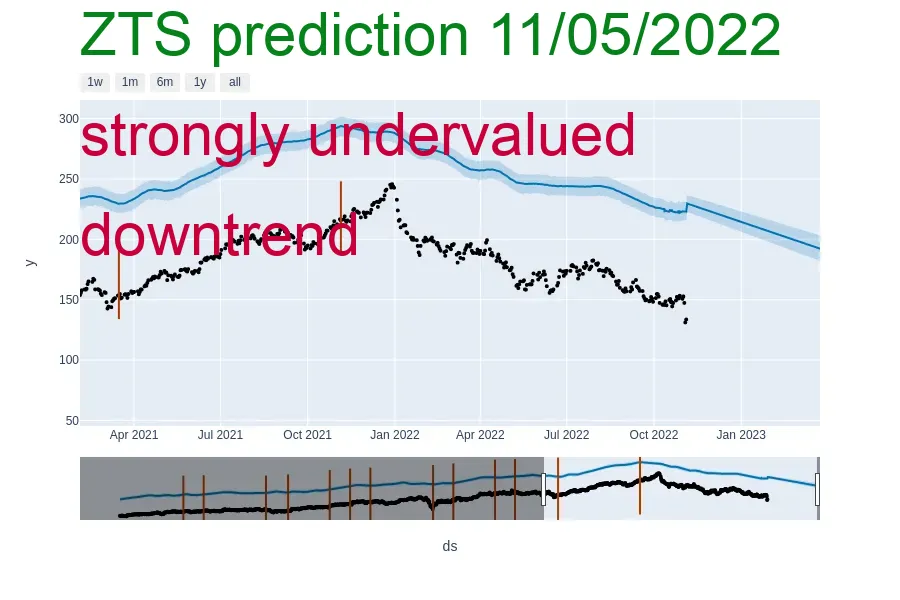 ZTS prediction 11/05/2022
1w 1m 6m 1y all
strongly undervalued
downtrend
300
250
200
150
100
50
y
Apr 2021 Jul 2021 Oct 2021 Jan 2022 Apr 2022 Jul 2022 Oct 2022 Jan 2023
ds